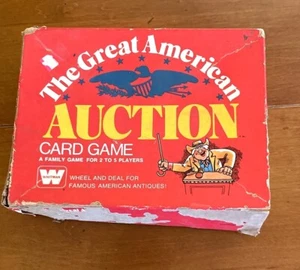 The Great American
AUCTION
CARD GAME
A FAMILY GAME FOR 2 TO 5 PLAYERS
WHEEL AND DEAL FOR
FAMOUS AMERICAN ANTIQUES!